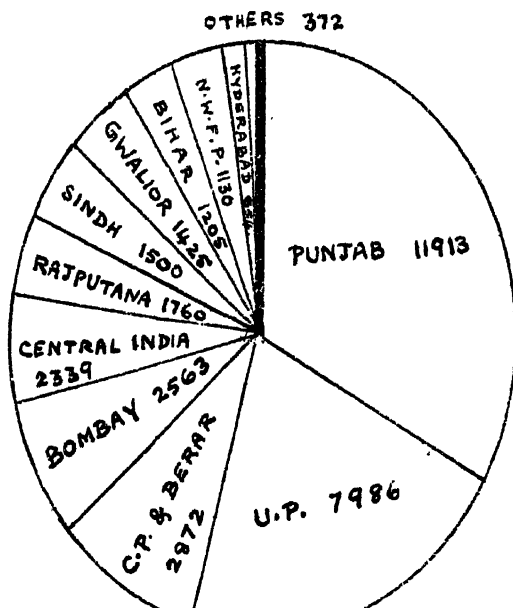 OTHERS 372
PUNJAB 11913
U.P. 7986
C.P. & BERAR
2872
BOMBAY 2563
CENTRAL INDIA
2339
RAJPUTANA 1760
SINDH 1500
GWALIOR 1425
BIHAR 1205
N.W.F.P. 1130
HYDERABAD